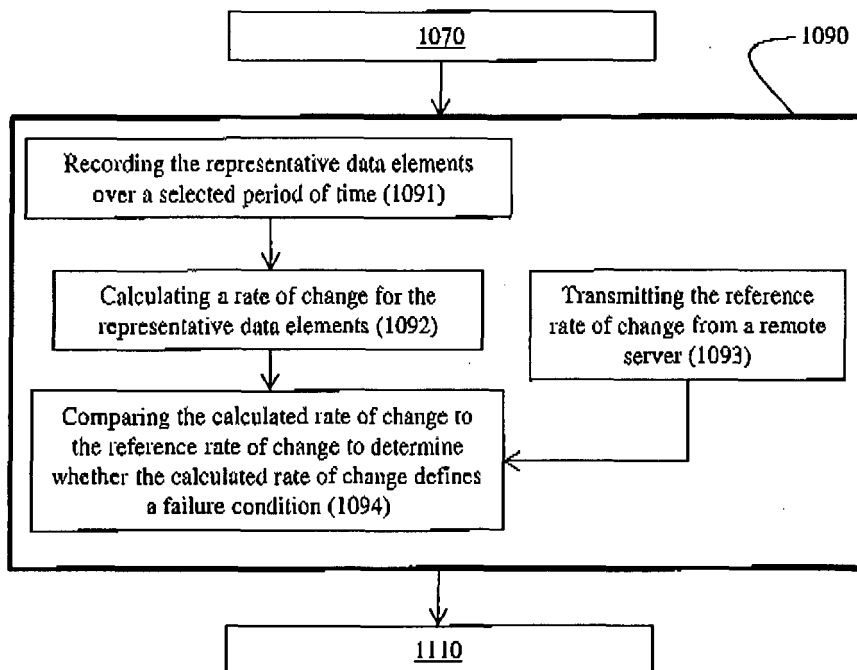 1070
1090
Recording the representative data elements
over a selected period of time (1091)
Calculating a rate of change for the
representative data elements (1092)
Transmitting the reference
rate of change from a remote
server (1093)
Comparing the calculated rate of change to
the reference rate of change to determine
whether the calculated rate of change defines
a failure condition (1094)
1110